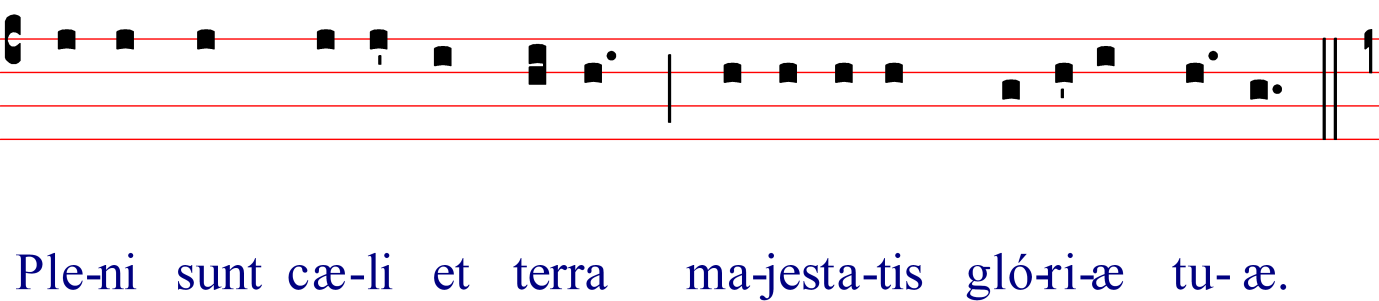 Ple-ni sunt cæ-li et terra ma-jesta-tis gló-ri-æ tu- æ.